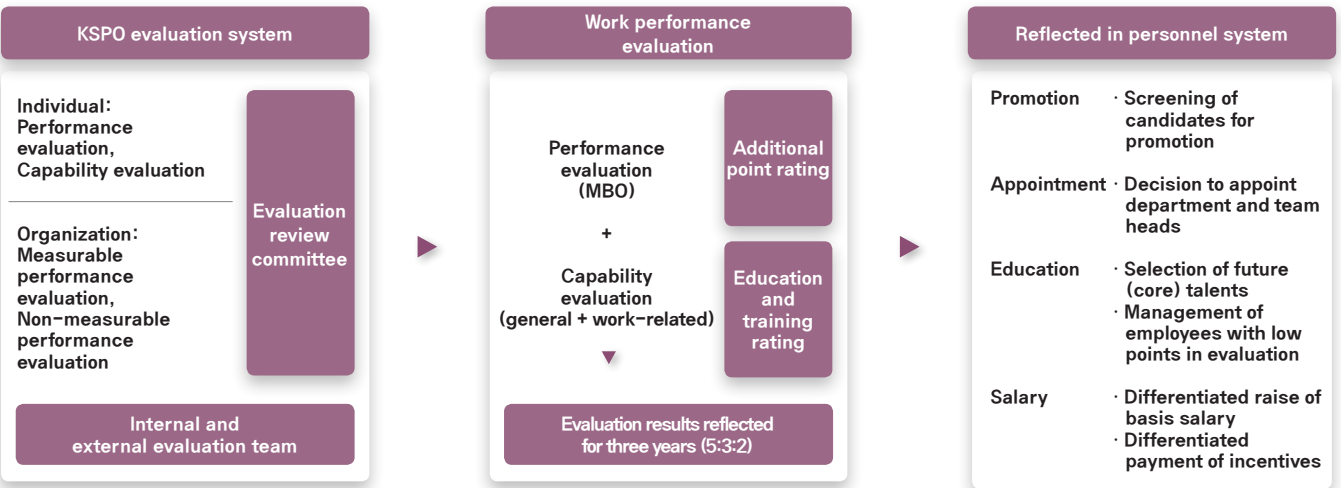 KSPO evaluation system
Individual:
Performance
evaluation,
Capability evaluation
Organization:
Measurable
performance
evaluation,
Non-measurable
performance
evaluation
Evaluation
review
committee
Internal and
external evaluation team
Work performance
evaluation
Performance
evaluation
(MBO)
+
Capability
evaluation
(general + work-related)
Additional
point rating
Education
and
training
rating
Evaluation results reflected
for three years (5:3:2)
Reflected in personnel system
Promotion · Screening of
candidates for
promotion
Appointment · Decision to appoint
department and team
heads
Education · Selection of future
(core) talents
· Management of
employees with low
points in evaluation
Salary · Differentiated raise of
basis salary
· Differentiated
payment of incentives